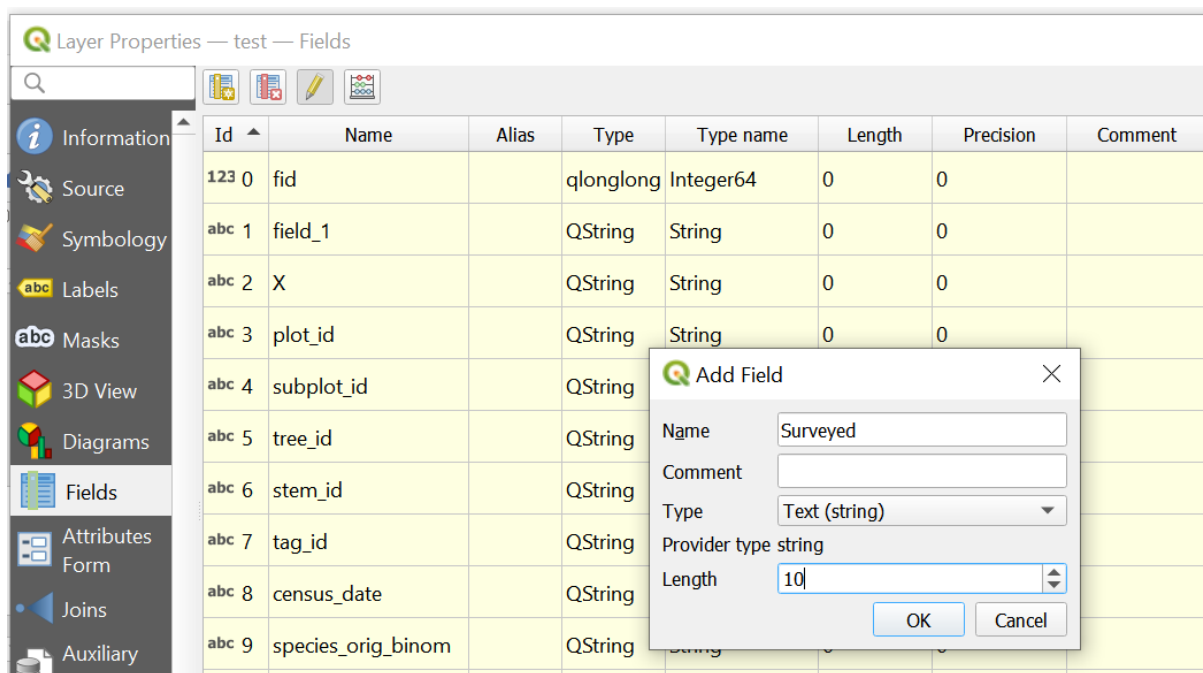 Layer Properties — test — Fields
Id Name Alias Type Type name Length Precision Comment
Information
Source
Symbology
abc Labels
abc Masks
3D View
Diagrams
Fields
Attributes
Form
Joins
Auxiliary
123 0 fid qlonglong Integer64 0 0
abc 1 field_1 QString String 0 0
abc 2 X QString String 0 0
abc 3 plot_id QString String 0 0
abc 4 subplot_id QString
abc 5 tree_id QString
abc 6 stem_id QString
abc 7 tag_id QString
abc 8 census_date QString
abc 9 species_orig_binom QString
Add Field
Name Surveyed
Comment
Type Text (string)
Provider type string
Length 10
OK Cancel